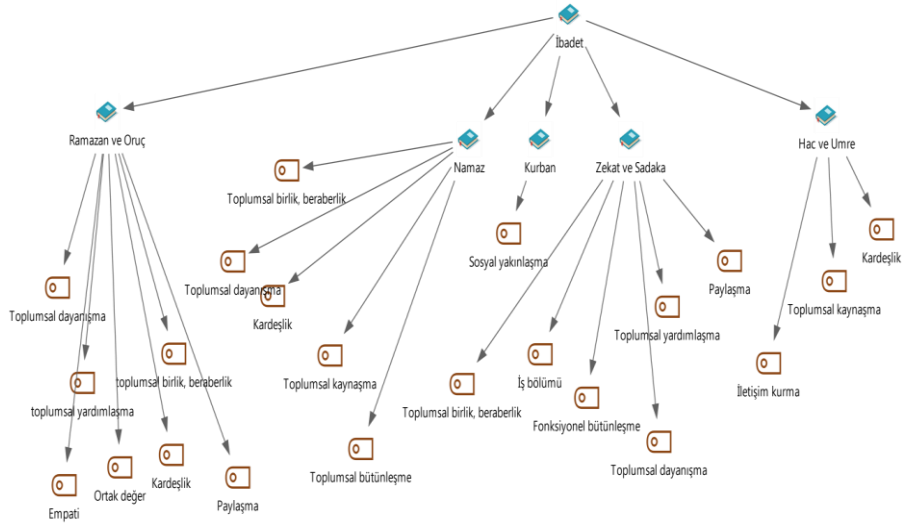 İbadet
Ramazan ve Oruç
Namaz
Kurban
Zekat ve Sadaka
Hac ve Umre
Toplumsal birlik, beraberlik
Toplumsal dayanışma
Kardeşlik
Toplumsal kaynaşma
Toplumsal bütünleşme
Sosyal yakınlaşma
Toplumsal birlik, beraberlik
İş bölümü
Fonksiyonel bütünleşme
Toplumsal dayanışma
Toplumsal yardımlaşma
Paylaşma
İletişim kurma
Toplumsal kaynaşma
Kardeşlik
Toplumsal dayanışma
toplumsal yardımlaşma
toplumsal birlik, beraberlik
Empati
Ortak değer
Kardeşlik
Paylaşma